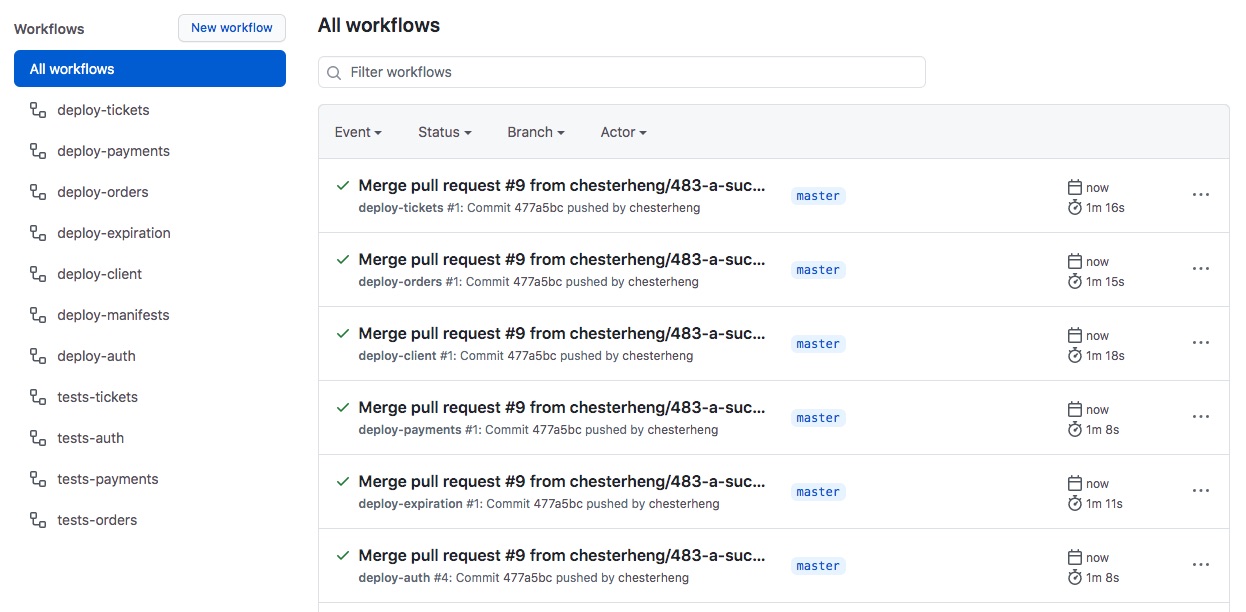 Workflows
New workflow
All workflows
deploy-tickets
deploy-payments
deploy-orders
deploy-expiration
deploy-client
deploy-manifests
deploy-auth
tests-tickets
tests-auth
tests-payments
tests-orders
All workflows
Filter workflows
Event Status Branch Actor
Merge pull request #9 from chesterheng/483-a-suc...
deploy-tickets #1: Commit 477a5bc pushed by chesterheng
master
now
1m 16s
Merge pull request #9 from chesterheng/483-a-suc...
deploy-orders #1: Commit 477a5bc pushed by chesterheng
master
now
1m 15s
Merge pull request #9 from chesterheng/483-a-suc...
deploy-client #1: Commit 477a5bc pushed by chesterheng
master
now
1m 18s
Merge pull request #9 from chesterheng/483-a-suc...
deploy-payments #1: Commit 477a5bc pushed by chesterheng
master
now
1m 8s
Merge pull request #9 from chesterheng/483-a-suc...
deploy-expiration #1: Commit 477a5bc pushed by chesterheng
master
now
1m 11s
Merge pull request #9 from chesterheng/483-a-suc...
deploy-auth #4: Commit 477a5bc pushed by chesterheng
master
now
1m 8s